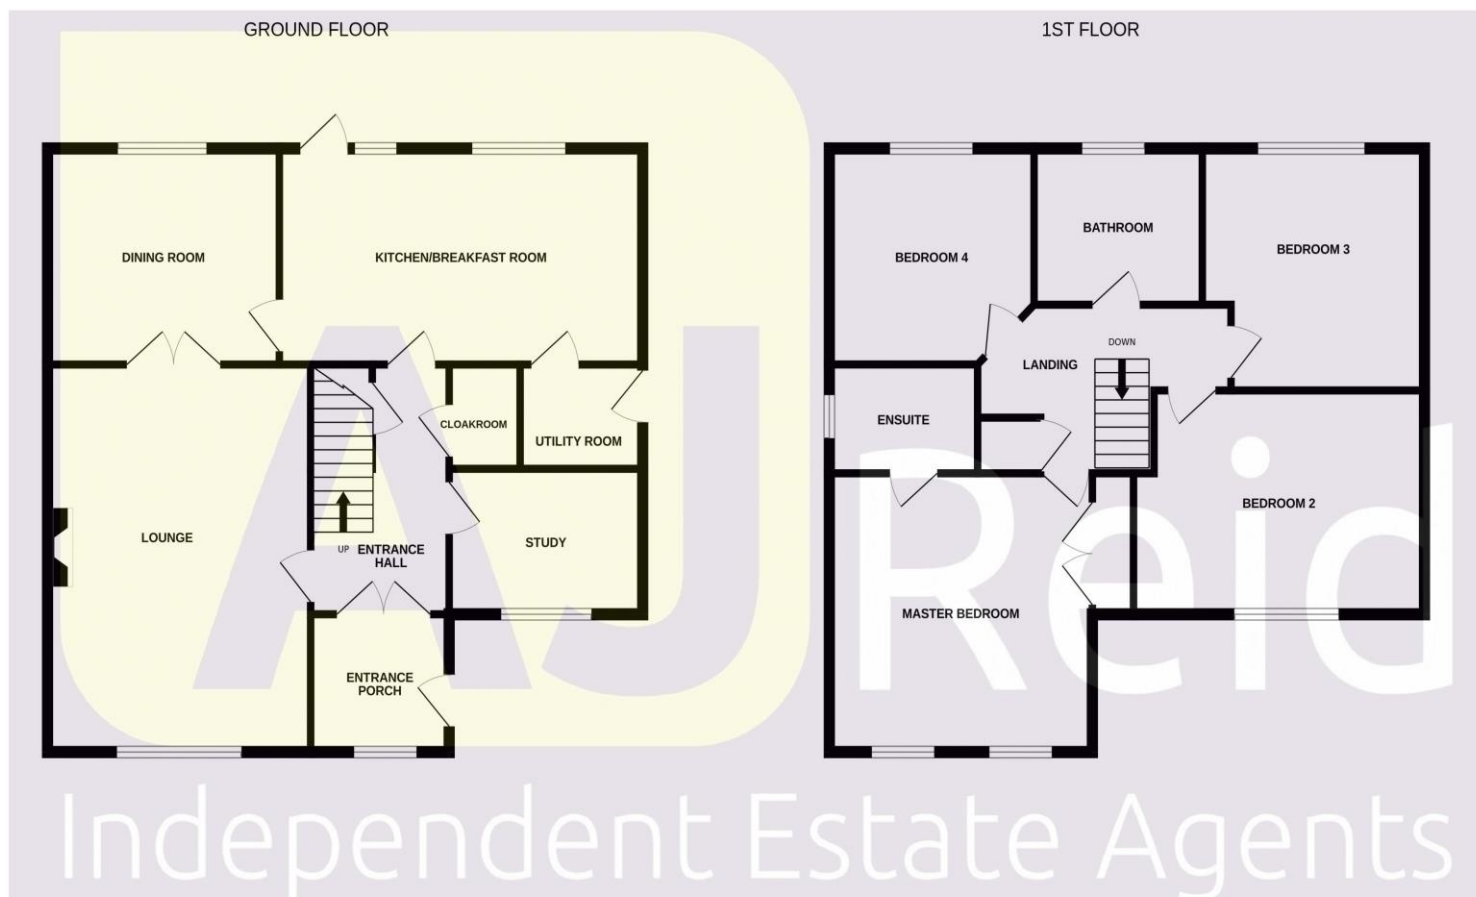 GROUND FLOOR
DINING ROOM
KITCHEN/BREAKFAST ROOM
CLOAKROOM
UTILITY ROOM
LOUNGE
UP
ENTRANCE
HALL
STUDY
ENTRANCE
PORCH
1ST FLOOR
BEDROOM 4
BATHROOM
BEDROOM 3
DOWN
LANDING
ENSUITE
BEDROOM 2
MASTER BEDROOM
AJ Reid
Independent Estate Agents